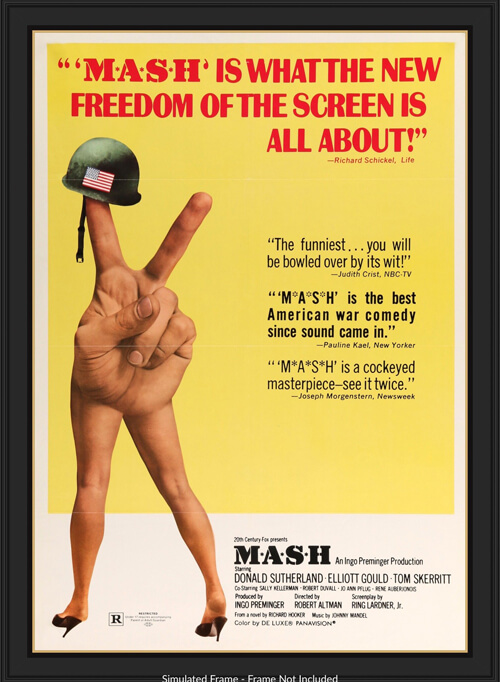 “‘M*A*S*H’ IS WHAT THE NEW
FREEDOM OF THE SCREEN IS
ALL ABOUT!”
—Richard Schickel, Life
“The funniest...you will
be bowled over by its wit!”
—Judith Crist, NBC-TV
“‘M*A*S*H’ is the best
American war comedy
since sound came in.”
—Pauline Kael, New Yorker
“‘M*A*S*H’ is a cockeyed
masterpiece—see it twice.”
—Joseph Morgenstern, Newsweek
20th Century-Fox presents
M*A*S*H An Ingo Preminger Production
Starring
DONALD SUTHERLAND · ELLIOTT GOULD · TOM SKERRITT
Co-Starring SALLY KELLERMAN · ROBERT DUVALL · JO ANN PFLUG · RENE AUBERJONOIS
Produced by Directed by Screenplay by
INGO PREMINGER ROBERT ALTMAN RING LARDNER, Jr.
From a novel by RICHARD HOOKER Music by JOHNNY MANDEL
Color by DE LUXE® PANAVISION®
R RESTRICTED
Simulated Frame - Frame Not Included